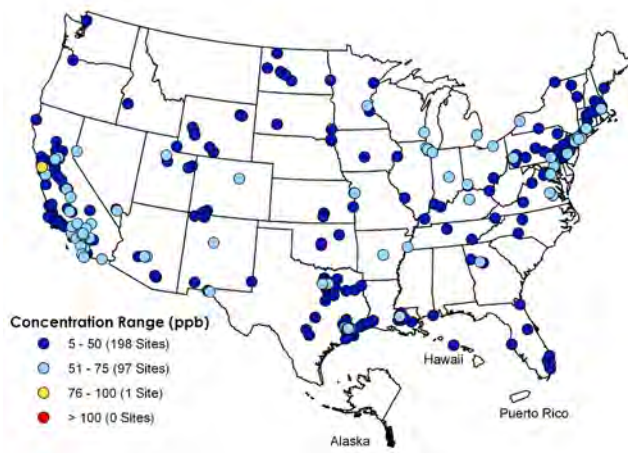 Concentration Range (ppb)
5 - 50 (198 Sites)
51 - 75 (97 Sites)
76 - 100 (1 Site)
> 100 (0 Sites)
Hawaii
Puerto Rico
Alaska